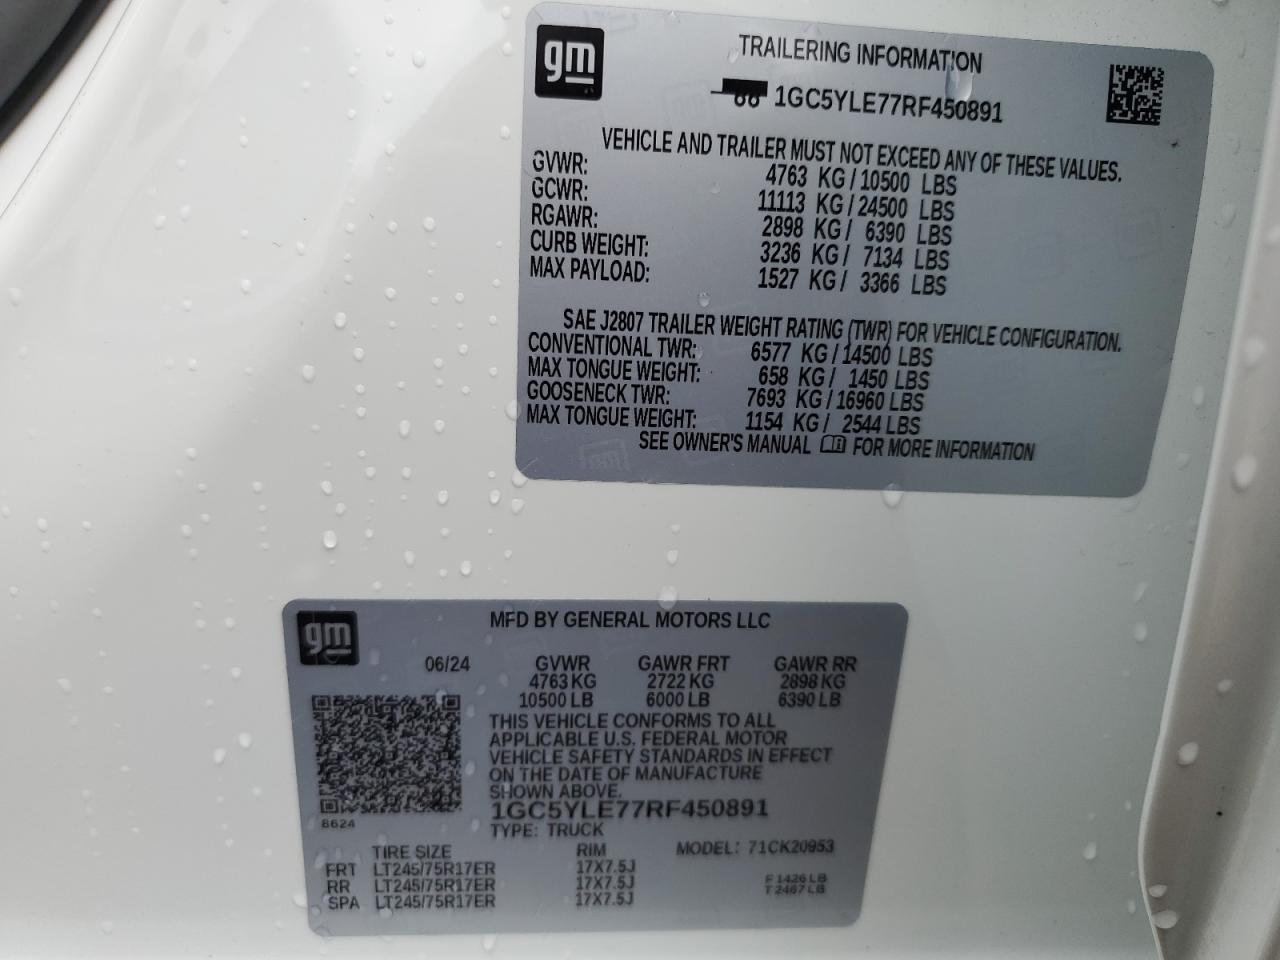 gm
TRAILERING INFORMATION
1GC5YLE77RF450891
VEHICLE AND TRAILER MUST NOT EXCEED ANY OF THESE VALUES.
GVWR: 4763 KG/10500 LBS
GCWR: 11113 KG/24500 LBS
RGAWR: 2898 KG/ 6390 LBS
CURB WEIGHT: 3236 KG/ 7134 LBS
MAX PAYLOAD: 1527 KG/ 3366 LBS
SAE J2807 TRAILER WEIGHT RATING (TWR) FOR VEHICLE CONFIGURATION.
CONVENTIONAL TWR: 6577 KG/14500 LBS
MAX TONGUE WEIGHT: 658 KG/ 1450 LBS
GOOSENECK TWR: 7693 KG/16960 LBS
MAX TONGUE WEIGHT: 1154 KG/ 2544 LBS
SEE OWNER'S MANUAL FOR MORE INFORMATION
gm
MFD BY GENERAL MOTORS LLC
06/24 GVWR GAWR FRT GAWR RR
4763 KG 2722 KG 2898 KG
10500 LB 6000 LB 6390 LB
THIS VEHICLE CONFORMS TO ALL
APPLICABLE U.S. FEDERAL MOTOR
VEHICLE SAFETY STANDARDS IN EFFECT
ON THE DATE OF MANUFACTURE
SHOWN ABOVE.
1GC5YLE77RF450891
8624
TYPE: TRUCK
TIRE SIZE RIM MODEL: 71CK20953
FRT LT245/75R17ER 17X7.5J
RR LT245/75R17ER 17X7.5J
SPA LT245/75R17ER 17X7.5J
F 1426 LB
T 2467 LB